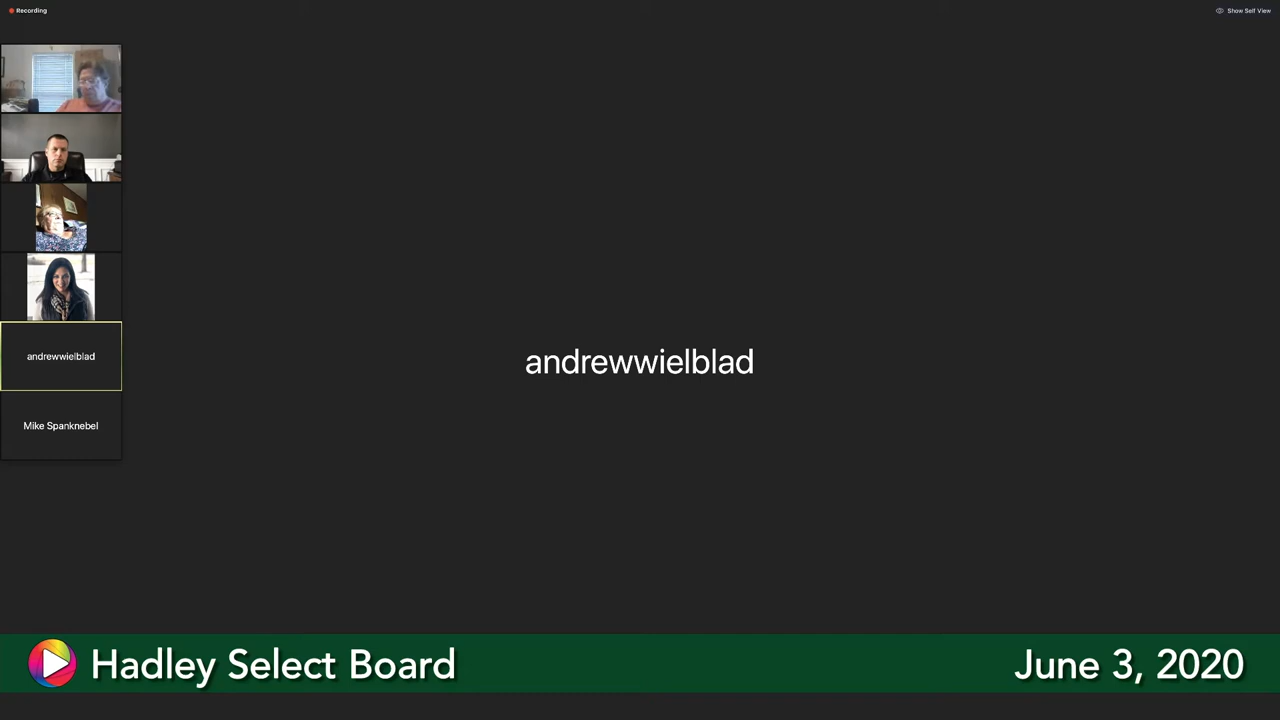 Recording
Show Self View
andrewwielblad
andrewwielblad
Mike Spanknebel
Hadley Select Board
June 3, 2020